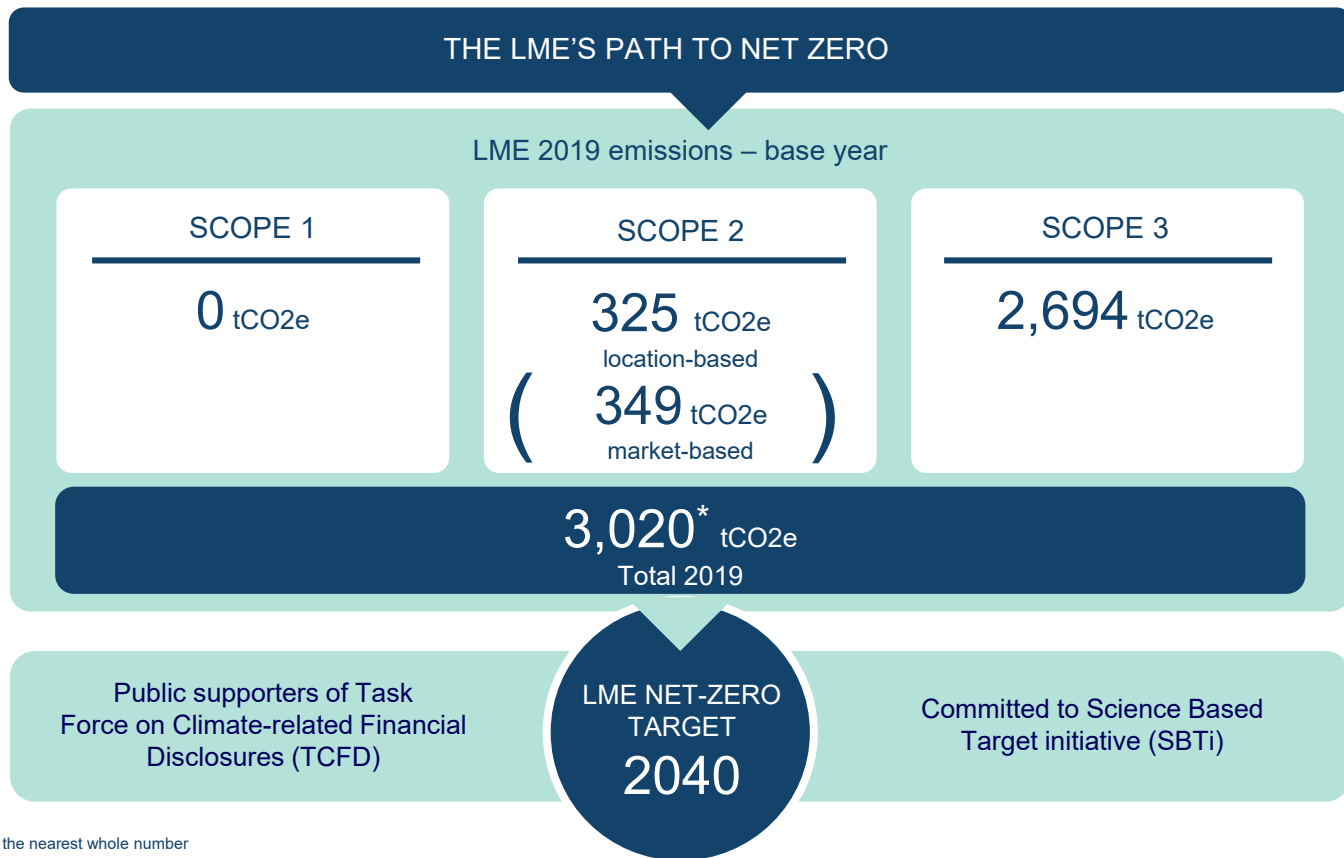 THE LME’S PATH TO NET ZERO
LME 2019 emissions – base year
SCOPE 1
0 tCO2e
SCOPE 2
325 tCO2e
location-based
( 349 tCO2e )
market-based
SCOPE 3
2,694 tCO2e
3,020* tCO2e
Total 2019
Public supporters of Task
Force on Climate-related Financial
Disclosures (TCFD)
LME NET-ZERO
TARGET
2040
Committed to Science Based
Target initiative (SBTi)
the nearest whole number